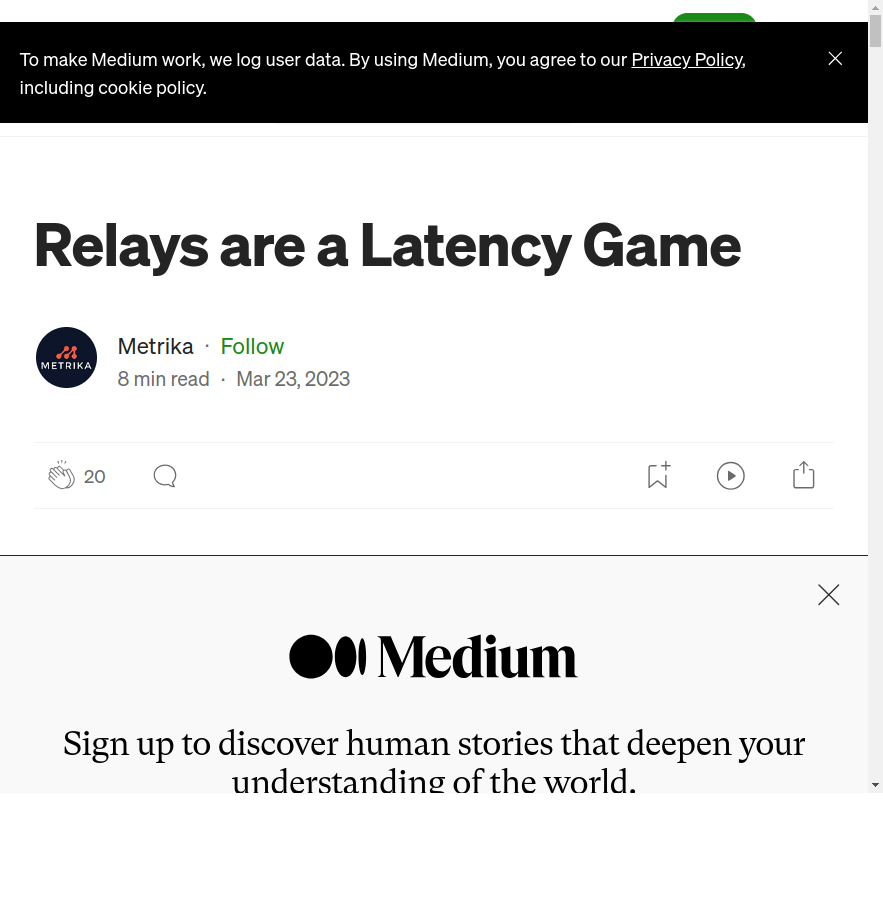 To make Medium work, we log user data. By using Medium, you agree to our Privacy Policy,
including cookie policy.
Relays are a Latency Game
METRIKA
Metrika · Follow
8 min read · Mar 23, 2023
20
Medium
Sign up to discover human stories that deepen your
understanding of the world.